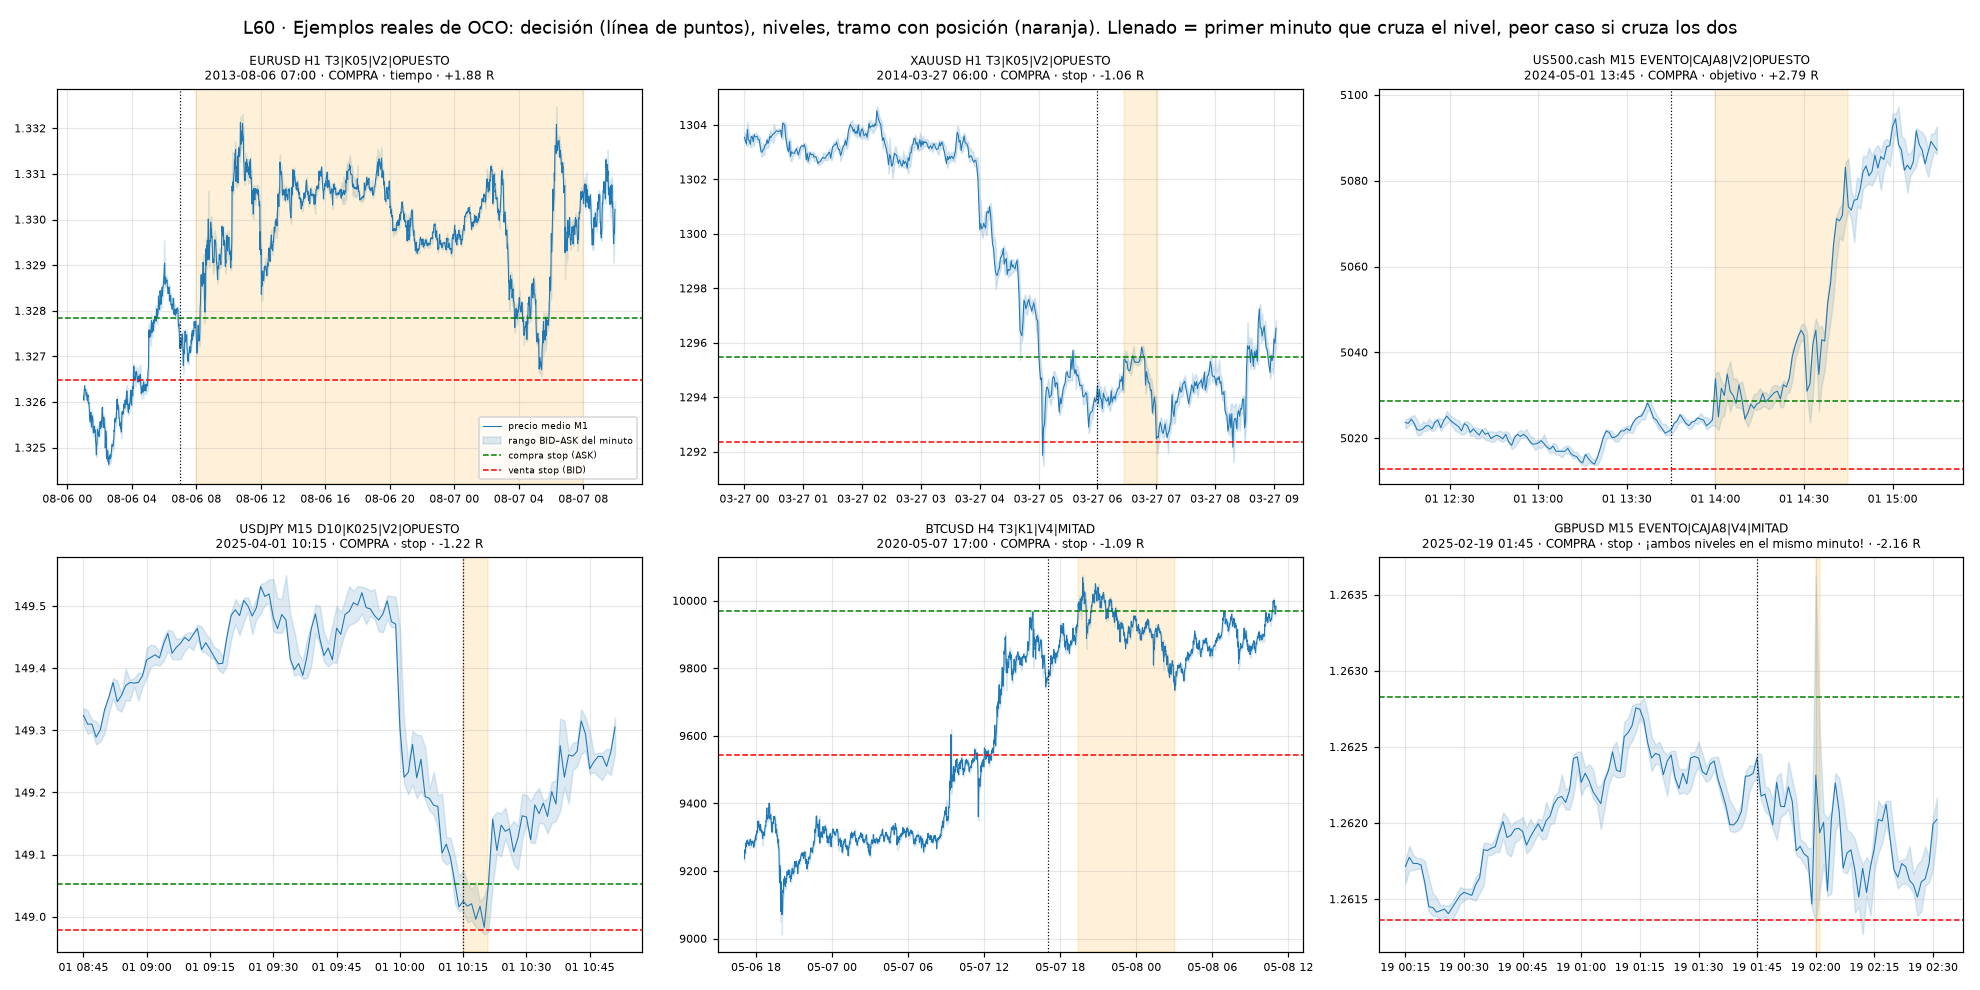 L60 · Ejemplos reales de OCO: decisión (línea de puntos), niveles, tramo con posición (naranja). Llenado = primer minuto que cruza el nivel, peor caso si cruza los dos
EURUSD H1 T3|K05|V2|OPUESTO
2013-08-06 07:00 · COMPRA · tiempo · +1.88 R
1.332
1.331
1.330
1.329
1.328
1.327
1.326
1.325
precio medio M1
rango BID–ASK del minuto
compra stop (ASK)
venta stop (BID)
08-06 00 08-06 04 08-06 08 08-06 12 08-06 16 08-06 20 08-07 00 08-07 04 08-07 08
XAUUSD H1 T3|K05|V2|OPUESTO
2014-03-27 06:00 · COMPRA · stop · -1.06 R
1304
1302
1300
1298
1296
1294
1292
03-27 00 03-27 01 03-27 02 03-27 03 03-27 04 03-27 05 03-27 06 03-27 07 03-27 08 03-27 09
US500.cash M15 EVENTO|CAJA8|V2|OPUESTO
2024-05-01 13:45 · COMPRA · objetivo · +2.79 R
5100
5080
5060
5040
5020
01 12:30 01 13:00 01 13:30 01 14:00 01 14:30 01 15:00
USDJPY M15 D10|K025|V2|OPUESTO
2025-04-01 10:15 · COMPRA · stop · -1.22 R
149.5
149.4
149.3
149.2
149.1
149.0
01 08:45 01 09:00 01 09:15 01 09:30 01 09:45 01 10:00 01 10:15 01 10:30 01 10:45
BTCUSD H4 T3|K1|V4|MITAD
2020-05-07 17:00 · COMPRA · stop · -1.09 R
10000
9800
9600
9400
9200
9000
05-06 18 05-07 00 05-07 06 05-07 12 05-07 18 05-08 00 05-08 06 05-08 12
GBPUSD M15 EVENTO|CAJA8|V4|MITAD
2025-02-19 01:45 · COMPRA · stop · ¡ambos niveles en el mismo minuto! · -2.16 R
1.2635
1.2630
1.2625
1.2620
1.2615
19 00:15 19 00:30 19 00:45 19 01:00 19 01:15 19 01:30 19 01:45 19 02:00 19 02:15 19 02:30